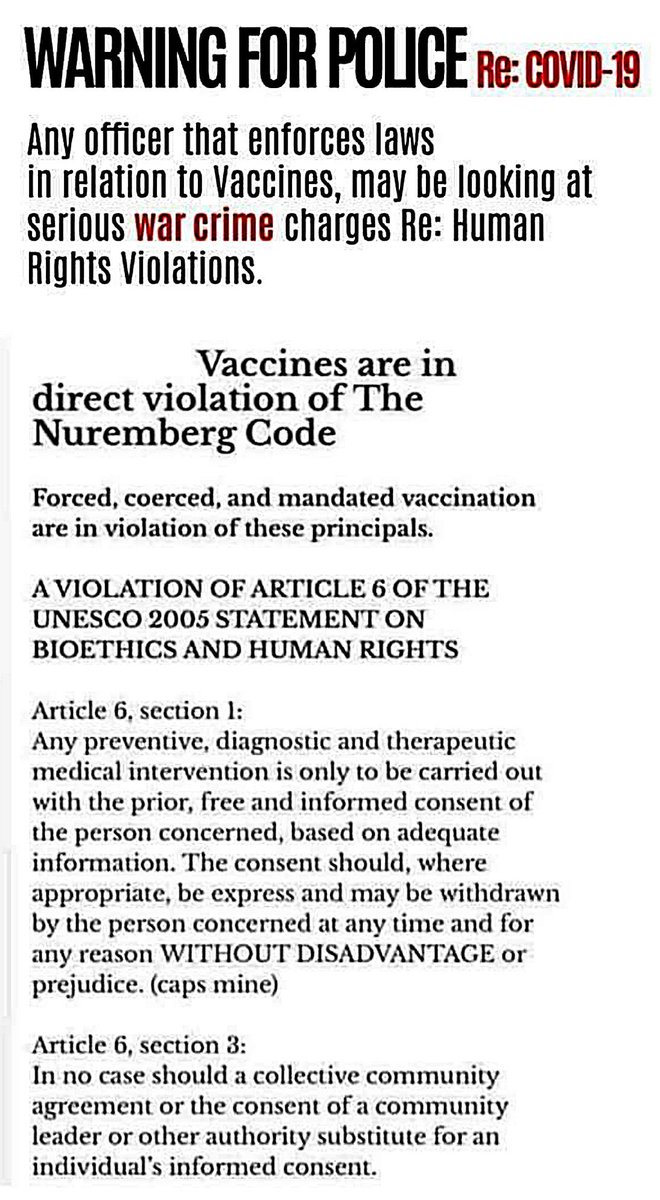 WARNING FOR POLICE Re: COVID-19
Any officer that enforces laws
in relation to Vaccines, may be looking at
serious war crime charges Re: Human
Rights Violations.
Vaccines are in
direct violation of The
Nuremberg Code
Forced, coerced, and mandated vaccination
are in violation of these principals.
A VIOLATION OF ARTICLE 6 OF THE
UNESCO 2005 STATEMENT ON
BIOETHICS AND HUMAN RIGHTS
Article 6, section 1:
Any preventive, diagnostic and therapeutic
medical intervention is only to be carried out
with the prior, free and informed consent of
the person concerned, based on adequate
information. The consent should, where
appropriate, be express and may be withdrawn
by the person concerned at any time and for
any reason WITHOUT DISADVANTAGE or
prejudice. (caps mine)
Article 6, section 3:
In no case should a collective community
agreement or the consent of a community
leader or other authority substitute for an
individual's informed consent.